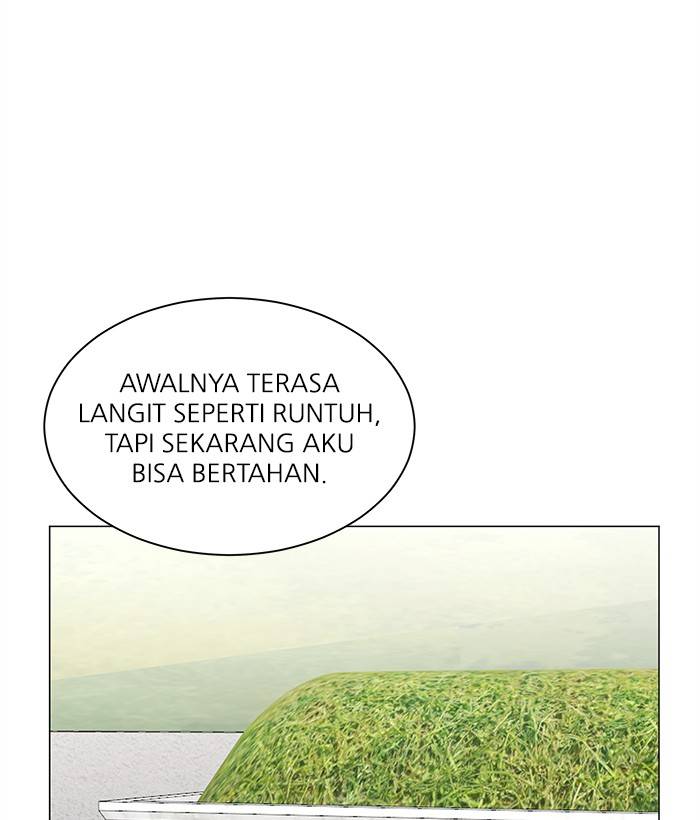 AWALNYA TERASA
LANGIT SEPERTI RUNTUH,
TAPI SEKARANG AKU
BISA BERTAHAN.